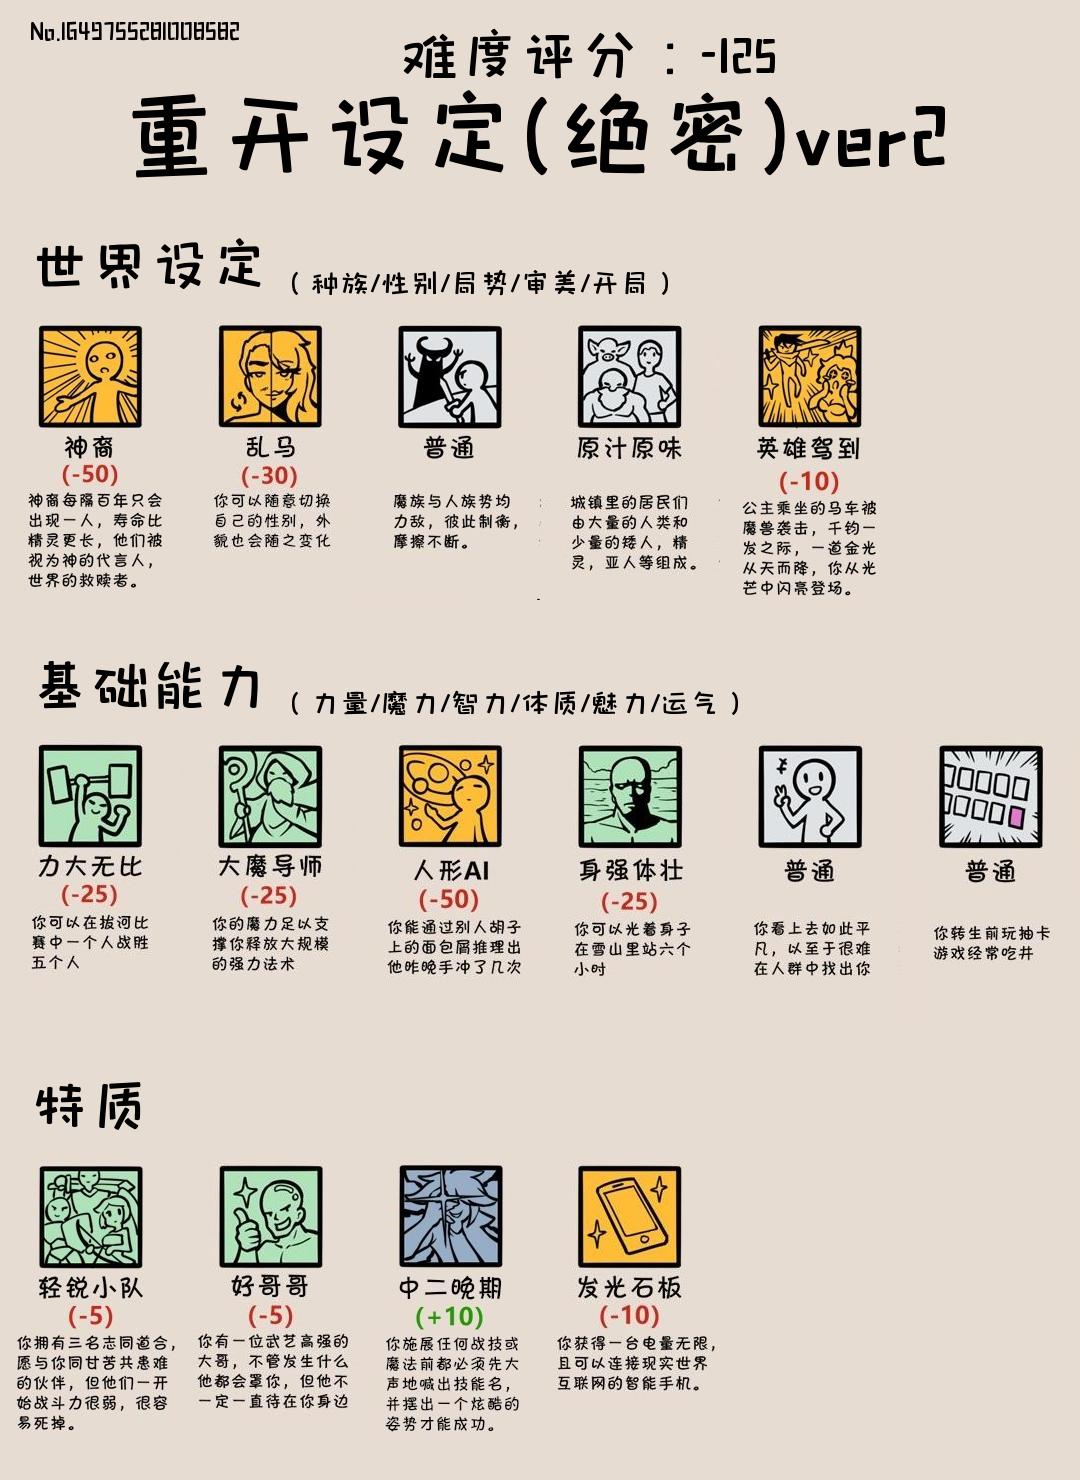 No.1649755281008582
难度评分：-125
重开设定(绝密)ver2
世界设定 （种族/性别/局势/审美/开局）
神裔
(-50)
神裔每隔百年只会
出现一人，寿命比
精灵更长，他们被
视为神的代言人，
世界的救赎者。
乱马
(-30)
你可以随意切换
自己的性别，外
貌也会随之变化
普通
魔族与人族势均
力敌，彼此制衡，
摩擦不断。
原汁原味
城镇里的居民们
由大量的人类和
少量的矮人，精
灵，亚人等组成。
英雄驾到
(-10)
公主乘坐的马车被
魔兽袭击，千钧一
发之际，一道金光
从天而降，你从光
芒中闪亮登场。
基础能力 （力量/魔力/智力/体质/魅力/运气）
力大无比
(-25)
你可以在拔河比
赛中一个人战胜
五个人
大魔导师
(-25)
你的魔力足以支
撑你释放大规模
的强力法术
人形AI
(-50)
你能通过别人胡子
上的面包屑推理出
他昨晚手冲了几次
身强体壮
(-25)
你可以光着身子
在雪山里站六个
小时
普通
你看上去如此平
凡，以至于很难
在人群中找出你
普通
你转生前玩抽卡
游戏经常吃井
特质
轻锐小队
(-5)
你拥有三名志同道合，
愿与你同甘苦共患难
的伙伴，但他们一开
始战斗力很弱，很容
易死掉。
好哥哥
(-5)
你有一位武艺高强的
大哥，不管发生什么
他都会罩你，但他不
一定一直待在你身边
中二晚期
(+10)
你施展任何战技或
魔法前都必须先大
声地喊出技能名，
并摆出一个炫酷的
姿势才能成功。
发光石板
(-10)
你获得一台电量无限，
且可以连接现实世界
互联网的智能手机。